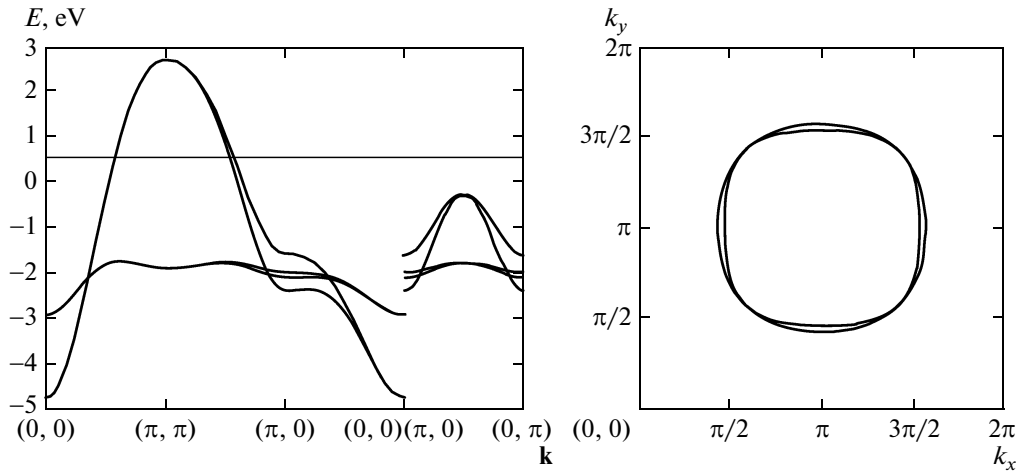 E, eV
3
2
1
0
−1
−2
−3
−4
−5
(0, 0)
(π, π)
(π, 0)
(0, 0)
(π, 0)
(0, π)
k
k_y
2π
3π/2
π
π/2
(0, 0)
π/2
π
3π/2
2π
k_x